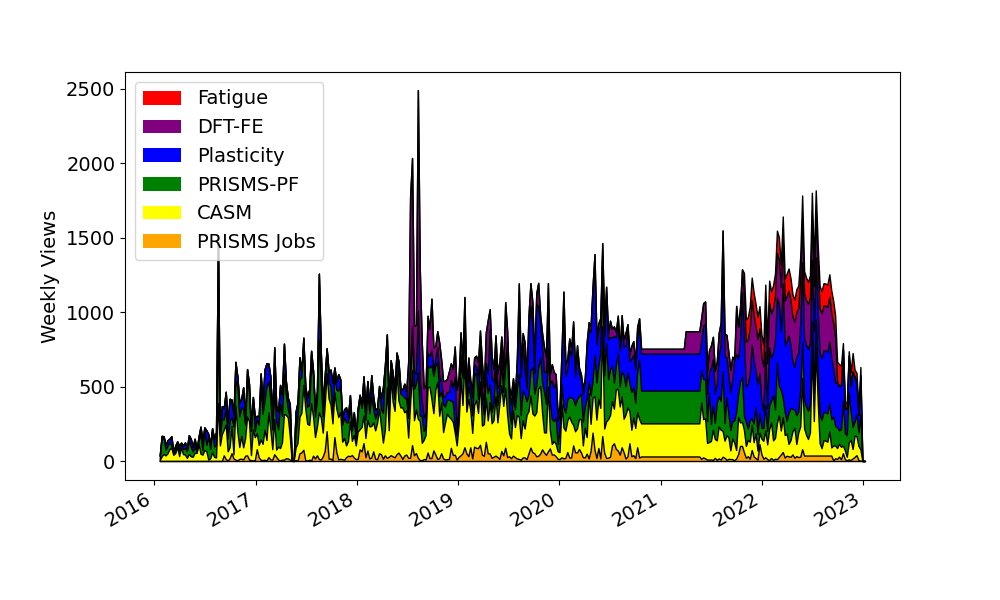 2500
2000
1500
1000
500
0
Weekly Views
Fatigue
DFT-FE
Plasticity
PRISMS-PF
CASM
PRISMS Jobs
2016
2017
2018
2019
2020
2021
2022
2023